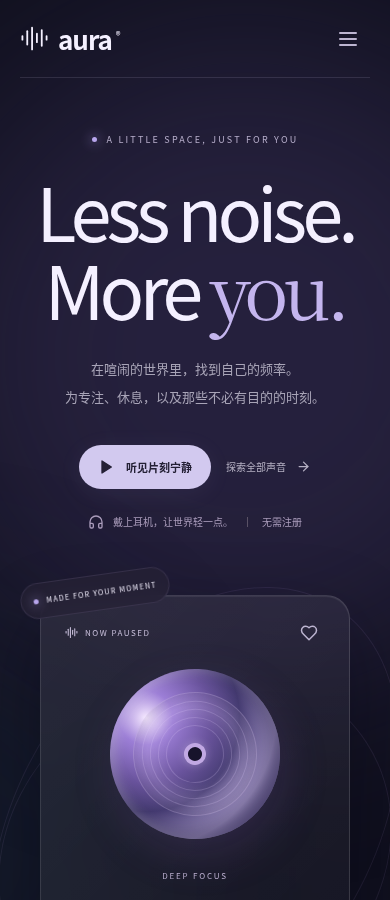 aura®
A LITTLE SPACE, JUST FOR YOU
Less noise.
More you.
在喧闹的世界里，找到自己的频率。
为专注、休息，以及那些不必有目的的时刻。
听见片刻宁静
探索全部声音 →
戴上耳机，让世界轻一点。 | 无需注册
MADE FOR YOUR MOMENT
NOW PAUSED
DEEP FOCUS